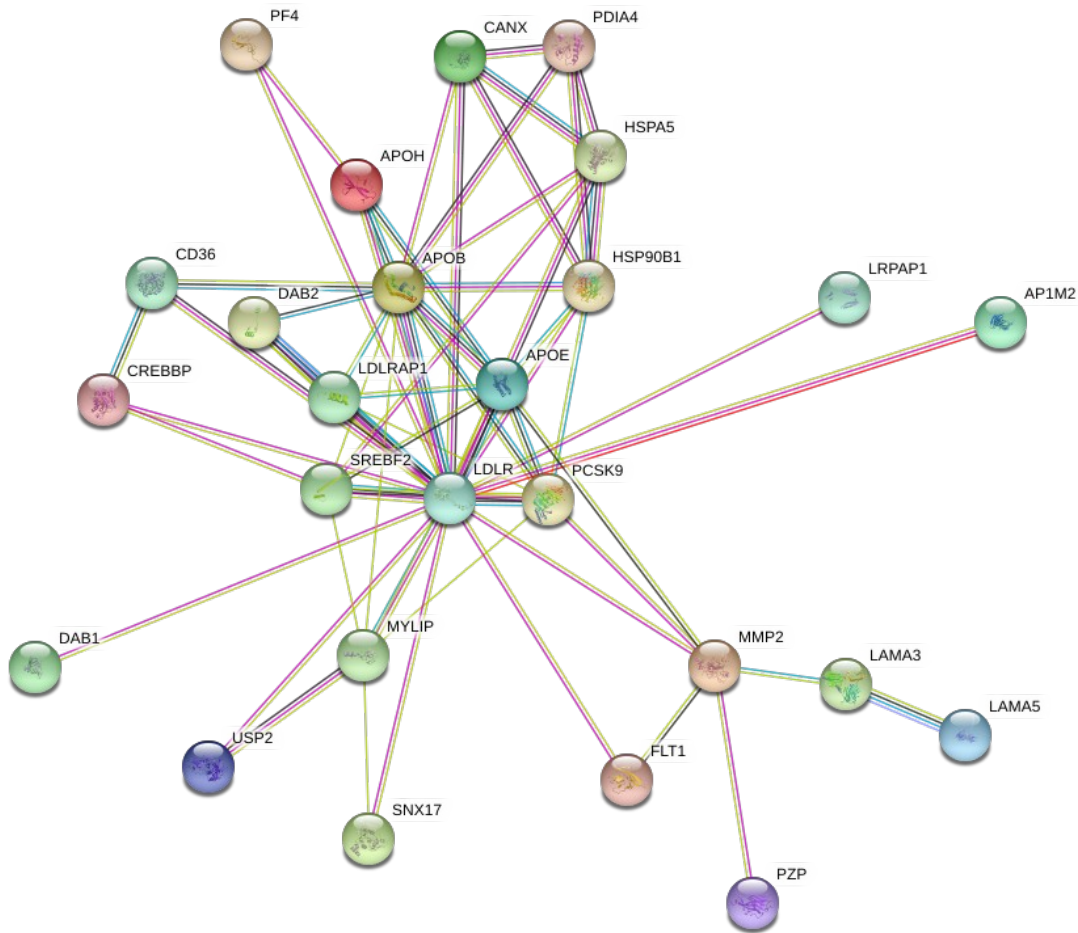 PF4
CANX
PDIA4
HSPA5
APOH
CD36
APOB
HSP90B1
DAB2
LRPAP1
AP1M2
CREBBP
LDLRAP1
APOE
SREBF2
LDLR
PCSK9
DAB1
MYLIP
MMP2
LAMA3
LAMA5
USP2
FLT1
SNX17
PZP